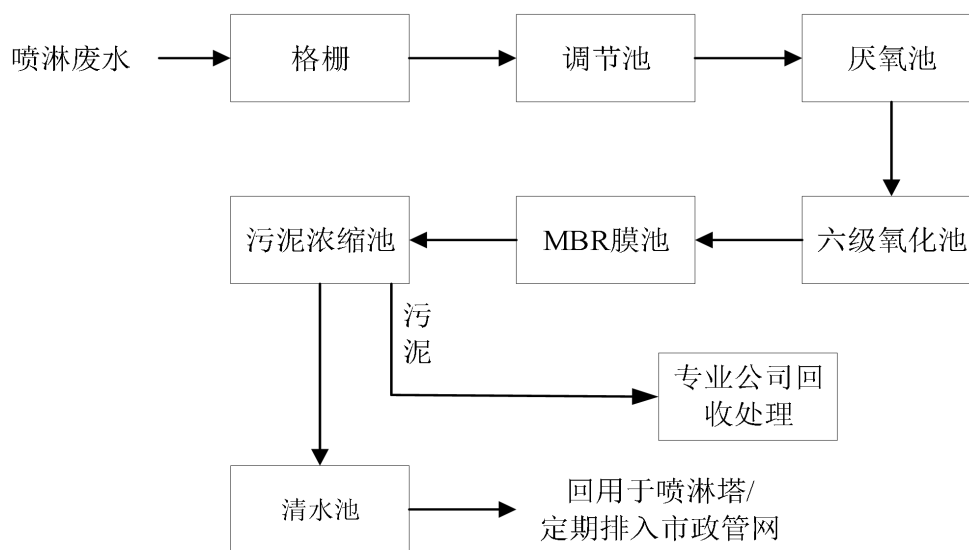 喷淋废水
格栅
调节池
厌氧池
六级氧化池
MBR膜池
污泥浓缩池
污
泥
专业公司回
收处理
清水池
回用于喷淋塔/
定期排入市政管网